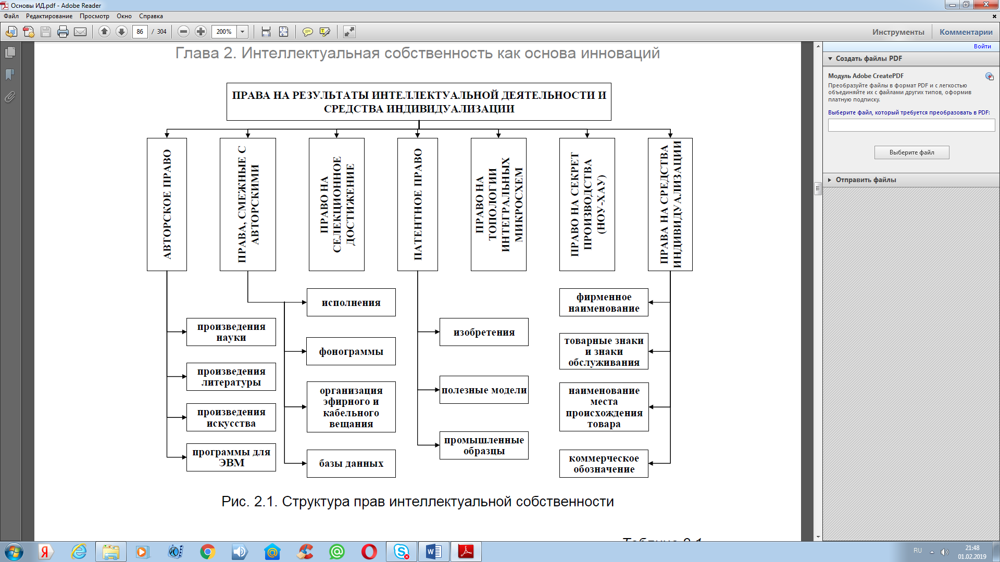 Основы ИД.pdf - Adobe Reader
Файл Редактирование Просмотр Окно Справка
86 / 304 200% Инструменты Комментарии
Войти
Создать файлы PDF
Модуль Adobe CreatePDF
Преобразуйте файлы в формат PDF и с легкостью
объединяйте их с файлами других типов, оформив
платную подписку.
Выберите файл, который требуется преобразовать в PDF:
Выберите файл
Отправить файлы
Глава 2. Интеллектуальная собственность как основа инноваций
ПРАВА НА РЕЗУЛЬТАТЫ ИНТЕЛЛЕКТУАЛЬНОЙ ДЕЯТЕЛЬНОСТИ И
СРЕДСТВА ИНДИВИДУАЛИЗАЦИИ
АВТОРСКОЕ ПРАВО
ПРАВА, СМЕЖНЫЕ С
АВТОРСКИМИ
ПРАВО НА
СЕЛЕКЦИОННОЕ
ДОСТИЖЕНИЕ
ПАТЕНТНОЕ ПРАВО
ПРАВО НА
ТОПОЛОГИИ
ИНТЕГРАЛЬНЫХ
МИКРОСХЕМ
ПРАВО НА СЕКРЕТ
ПРОИЗВОДСТВА
(НОУ-ХАУ)
ПРАВА НА СРЕДСТВА
ИНДИВИДУАЛИЗАЦИИ
произведения
науки
произведения
литературы
произведения
искусства
программы для
ЭВМ
исполнения
фонограммы
организация
эфирного и
кабельного
вещания
базы данных
изобретения
полезные модели
промышленные
образцы
фирменное
наименование
товарные знаки
и знаки
обслуживания
наименование
места
происхождения
товара
коммерческое
обозначение
Рис. 2.1. Структура прав интеллектуальной собственности
Таблица 2.1
RU
21:48
01.02.2019